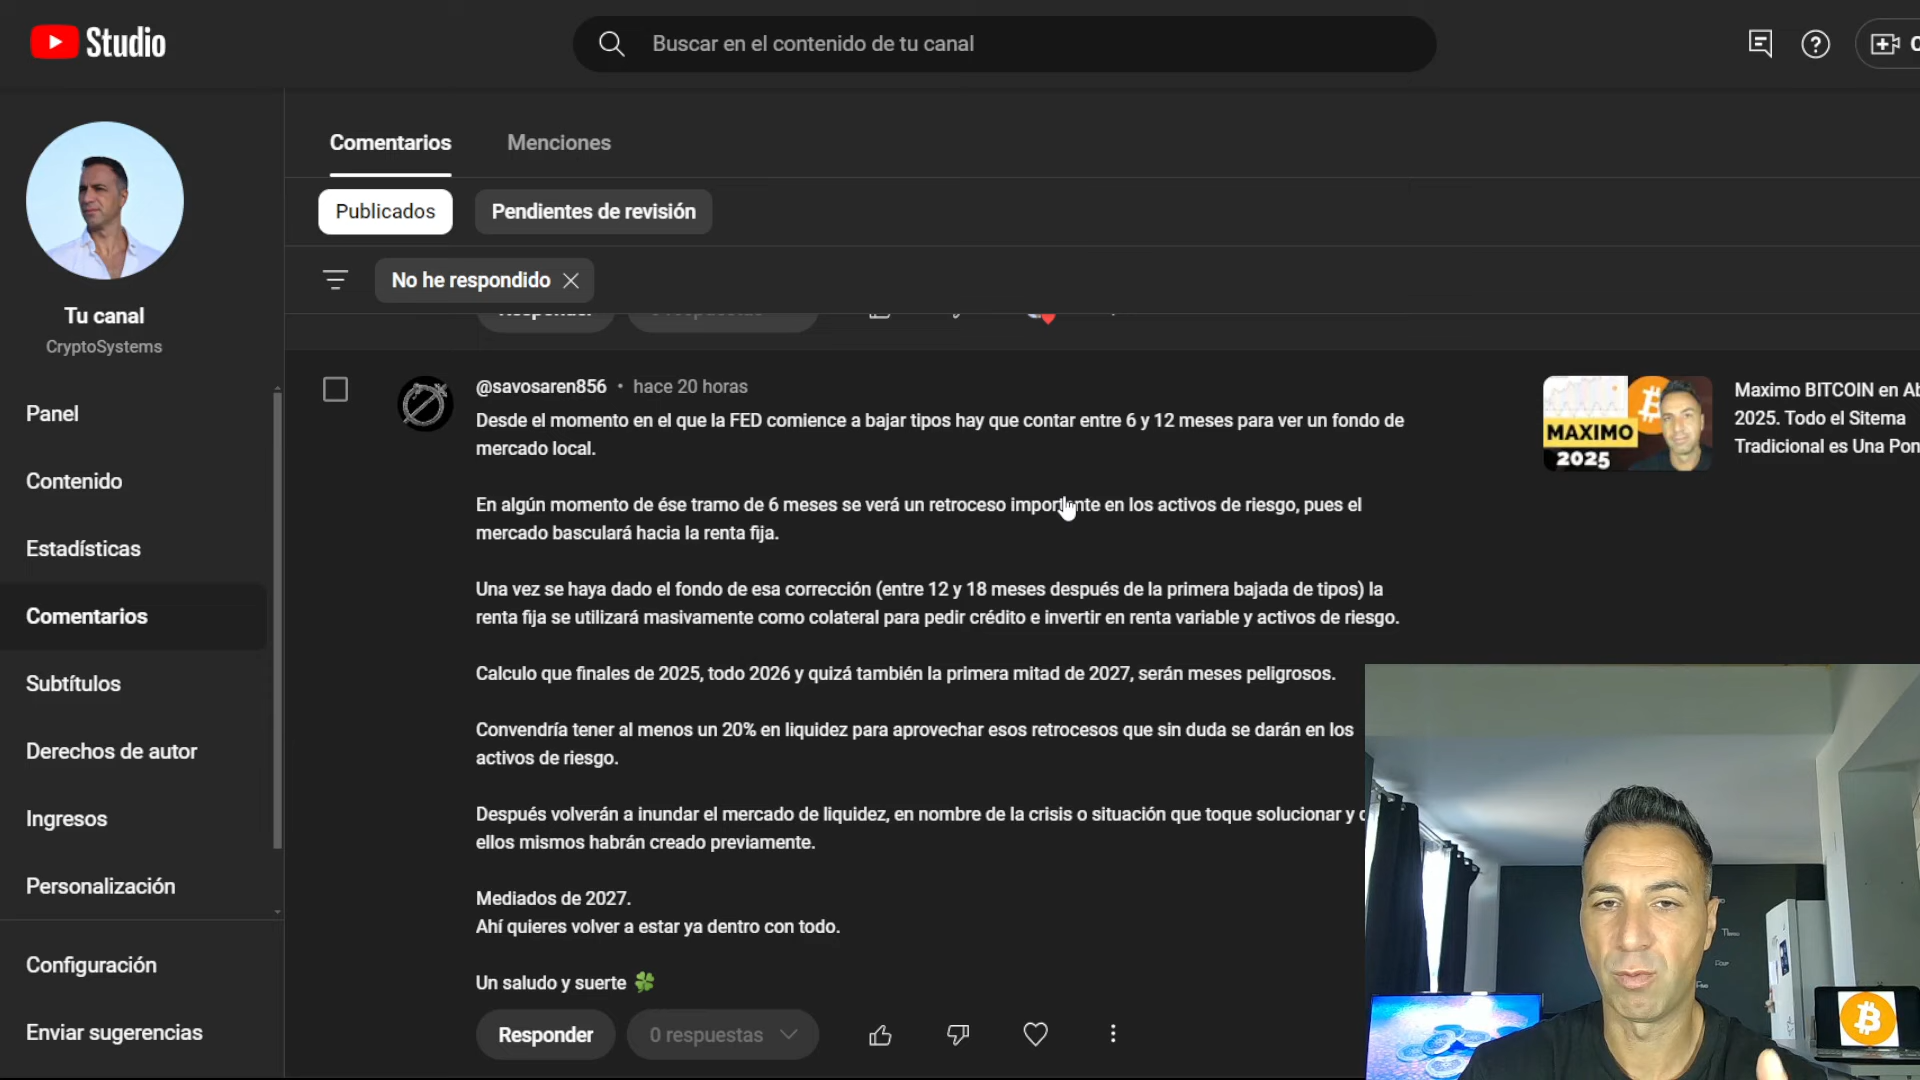 Studio
Buscar en el contenido de tu canal
Tu canal
CryptoSystems
Panel
Contenido
Estadísticas
Comentarios
Subtítulos
Derechos de autor
Ingresos
Personalización
Configuración
Enviar sugerencias
Comentarios
Menciones
Publicados
Pendientes de revisión
No he respondido
@savosaren856 • hace 20 horas
Desde el momento en el que la FED comience a bajar tipos hay que contar entre 6 y 12 meses para ver un fondo de
mercado local.
En algún momento de ése tramo de 6 meses se verá un retroceso importante en los activos de riesgo, pues el
mercado basculará hacia la renta fija.
Una vez se haya dado el fondo de esa corrección (entre 12 y 18 meses después de la primera bajada de tipos) la
renta fija se utilizará masivamente como colateral para pedir crédito e invertir en renta variable y activos de riesgo.
Calculo que finales de 2025, todo 2026 y quizá también la primera mitad de 2027, serán meses peligrosos.
Convendría tener al menos un 20% en liquidez para aprovechar esos retrocesos que sin duda se darán en los
activos de riesgo.
Después volverán a inundar el mercado de liquidez, en nombre de la crisis o situación que toque solucionar y
ellos mismos habrán creado previamente.
Mediados de 2027.
Ahí quieres volver a estar ya dentro con todo.
Un saludo y suerte 🍀
Responder
0 respuestas
MAXIMO
2025
Maximo BITCOIN en Ab
2025. Todo el Sitema
Tradicional es Una Pon